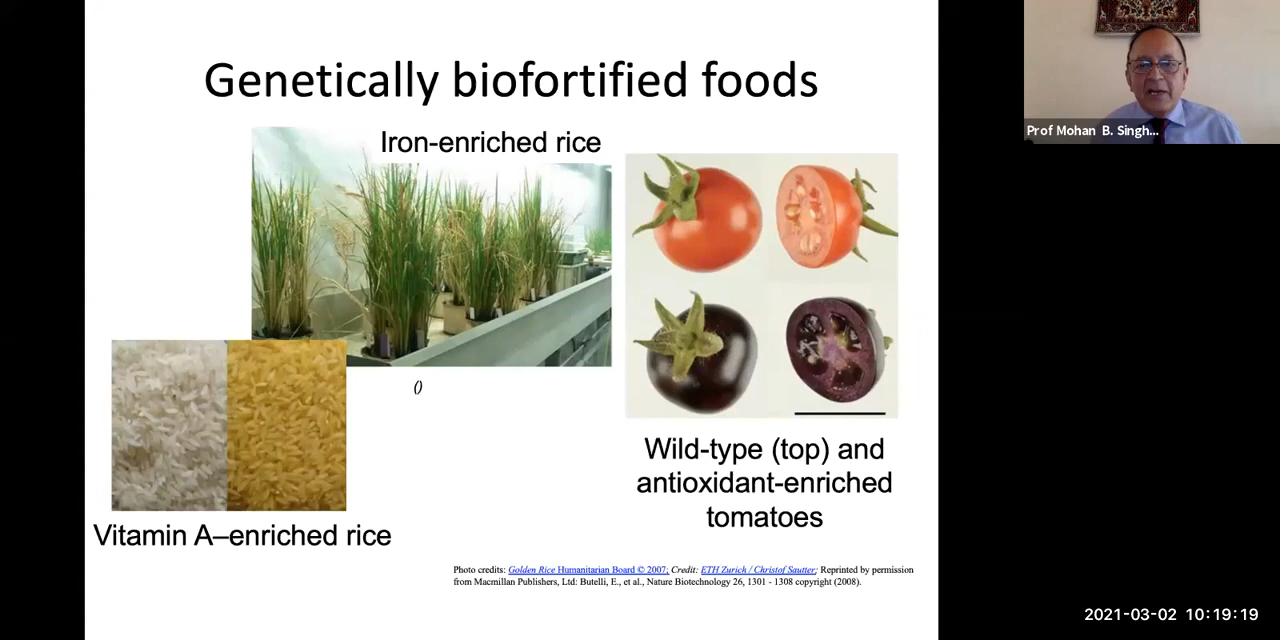 Genetically biofortified foods
Iron-enriched rice
()
Wild-type (top) and
antioxidant-enriched
tomatoes
Vitamin A–enriched rice
Photo credits: Golden Rice Humanitarian Board © 2007; Credit: ETH Zurich / Christof Sautter; Reprinted by permission
from Macmillan Publishers, Ltd: Butelli, E., et al., Nature Biotechnology 26, 1301 - 1308 copyright (2008).
Prof Mohan B. Singh...
2021-03-02 10:19:19